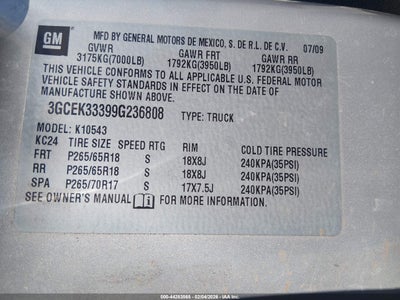 GM
MFD BY GENERAL MOTORS DE MEXICO, S. DE R.L. DE C.V. 07/09
GVWR GAWR FRT GAWR RR
3175KG(7000LB) 1792KG(3950LB) 1792KG(3950LB)
THIS VEHICLE CONFORMS TO ALL APPLICABLE U.S. FEDERAL MOTOR
VEHICLE SAFETY STANDARDS IN EFFECT ON THE DATE OF
MANUFACTURE SHOWN ABOVE.
3GCEK33399G236808 TYPE: TRUCK
MODEL: K10543
KC24 TIRE SIZE SPEED RTG RIM COLD TIRE PRESSURE
FRT P265/65R18 S 18X8J 240KPA(35PSI)
RR P265/65R18 S 18X8J 240KPA(35PSI)
SPA P265/70R17 S 17X7.5J 240KPA(35PSI)
SEE OWNER'S MANUAL FOR MORE INFORMATION.